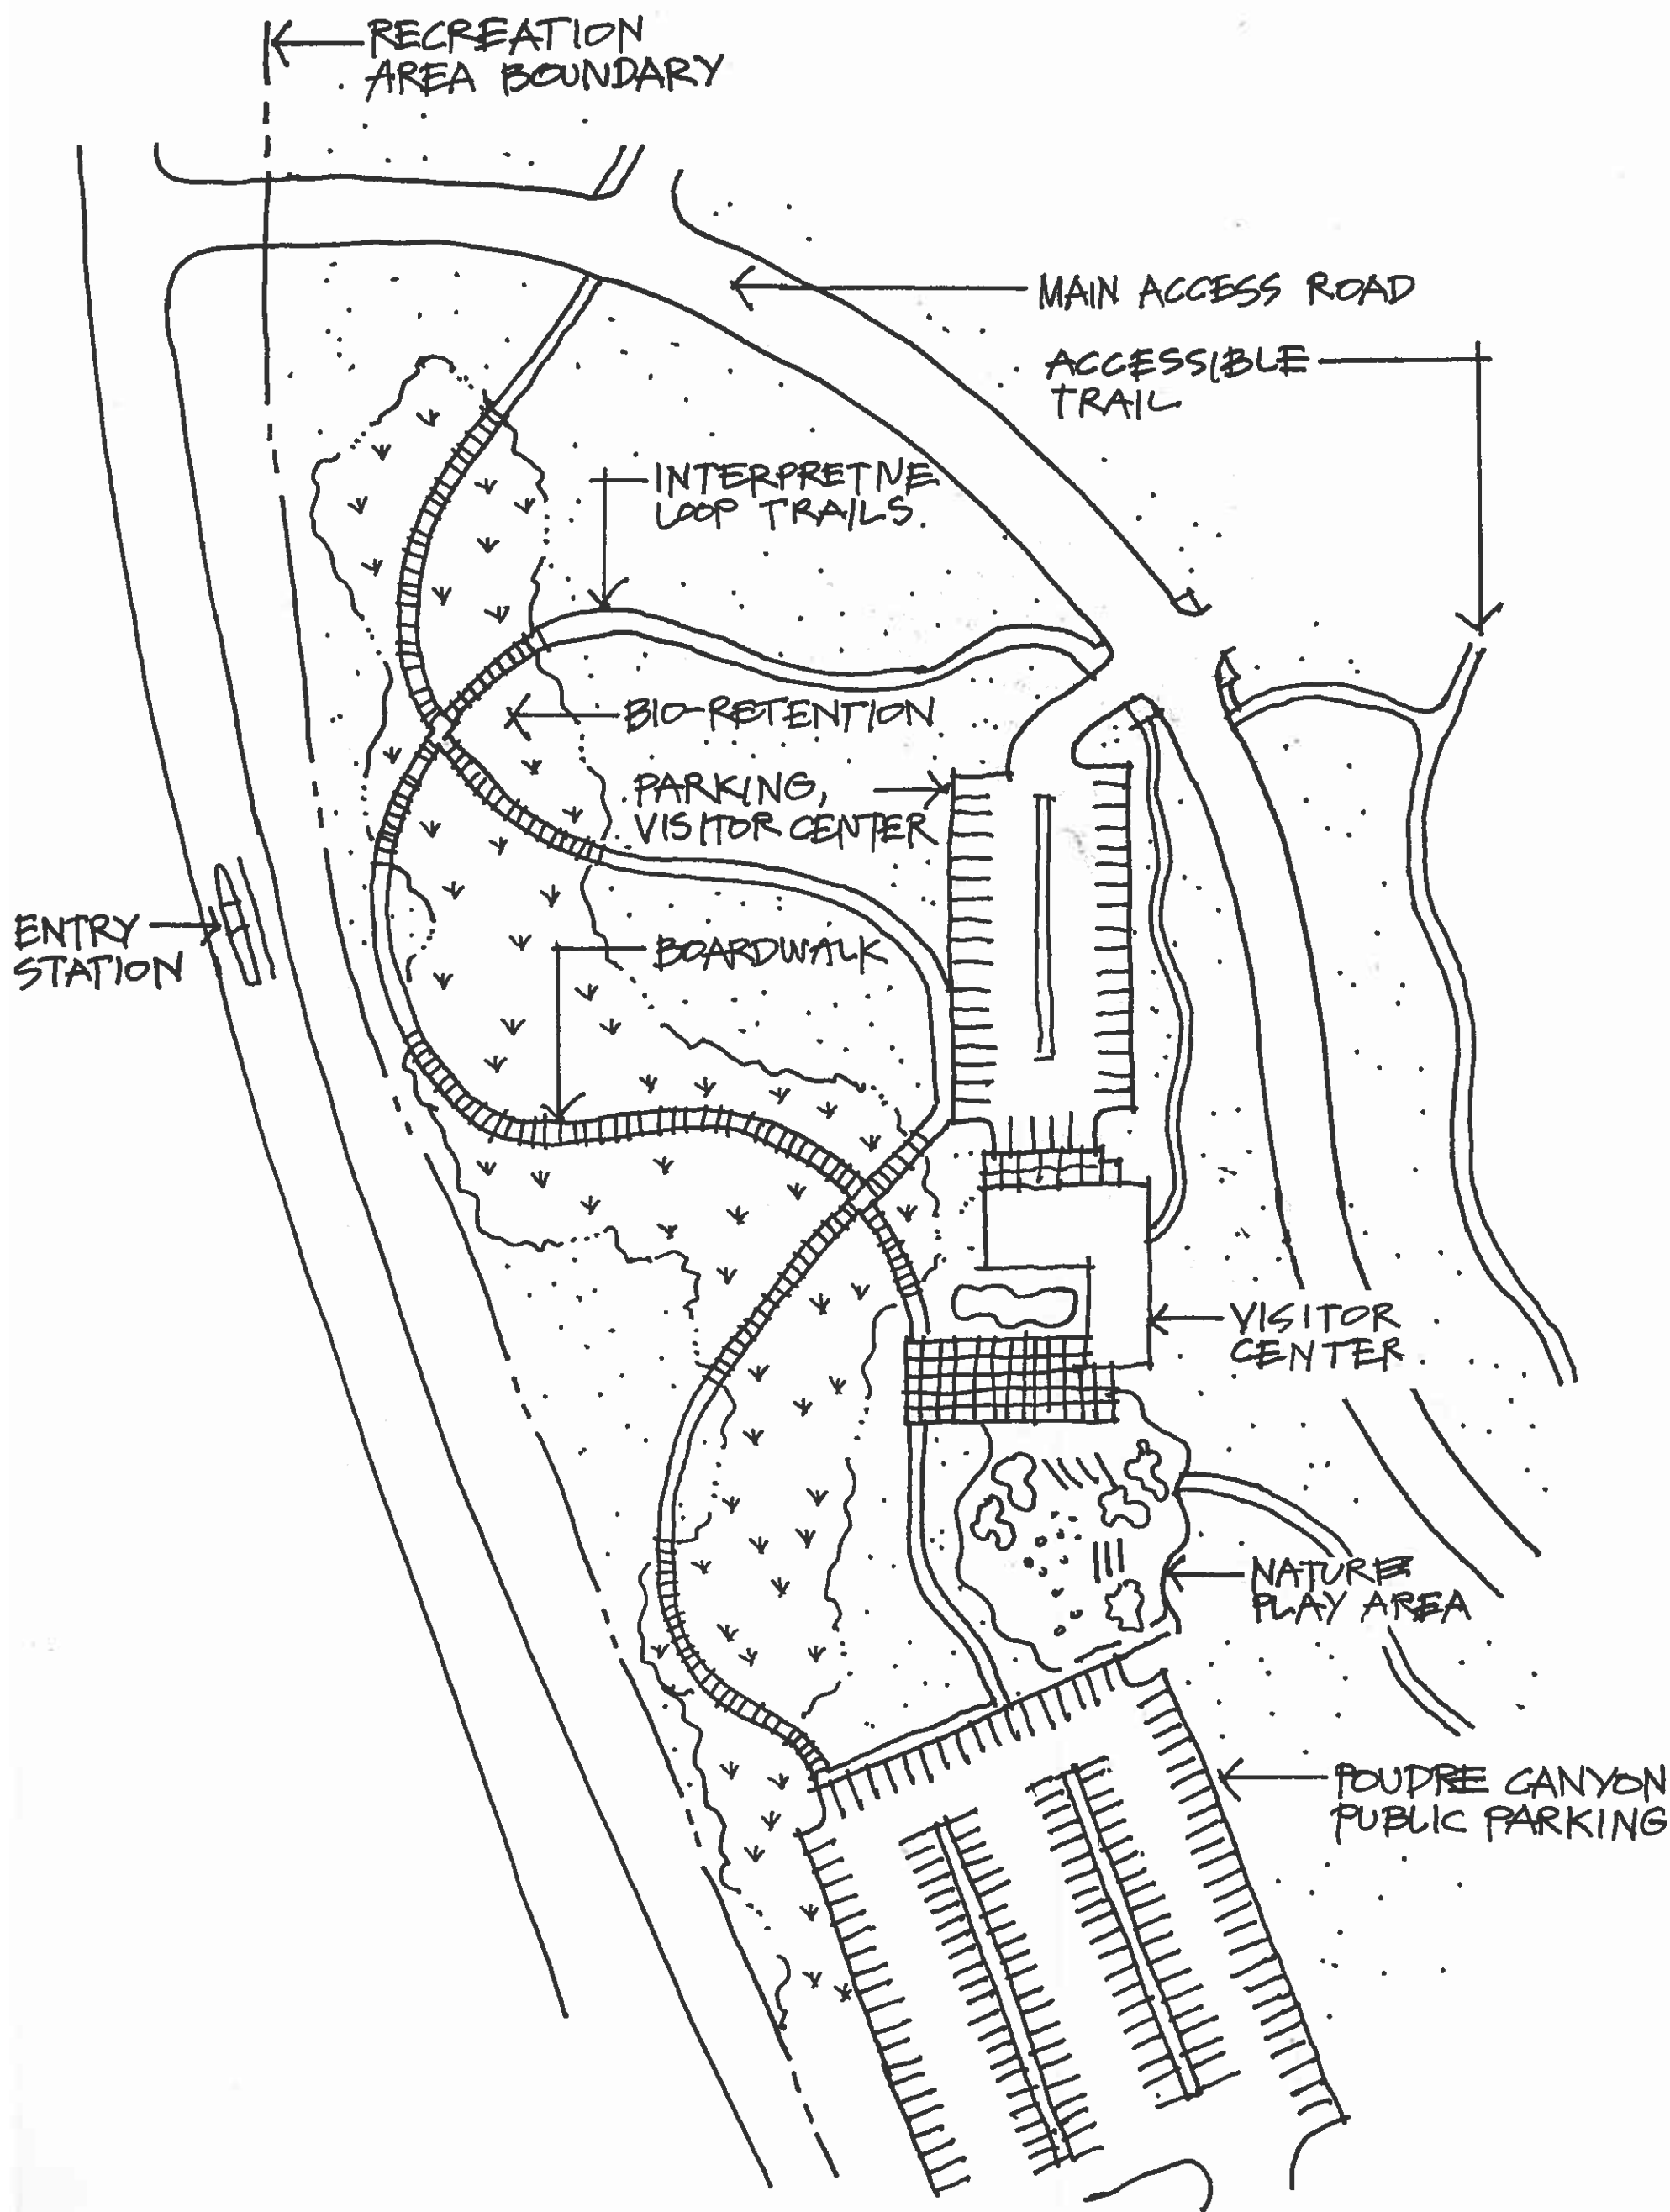 RECREATION
AREA BOUNDARY
MAIN ACCESS ROAD
ACCESSIBLE
TRAIL
INTERPRETIVE
LOOP TRAILS.
BIO-RETENTION
PARKING,
VISITOR CENTER
ENTRY
STATION
BOARDWALK
VISITOR
CENTER
NATURE
PLAY AREA
POUDRE CANYON
PUBLIC PARKING